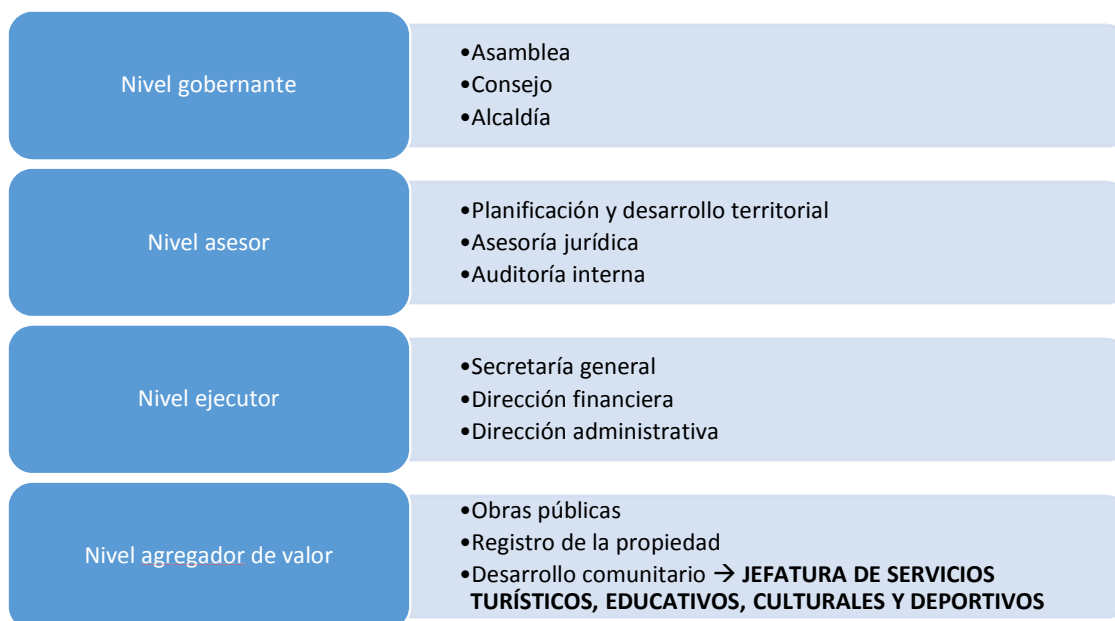 Nivel gobernante
•Asamblea
•Consejo
•Alcaldía
Nivel asesor
•Planificación y desarrollo territorial
•Asesoría jurídica
•Auditoría interna
Nivel ejecutor
•Secretaría general
•Dirección financiera
•Dirección administrativa
Nivel agregador de valor
•Obras públicas
•Registro de la propiedad
•Desarrollo comunitario → JEFATURA DE SERVICIOS
TURÍSTICOS, EDUCATIVOS, CULTURALES Y DEPORTIVOS